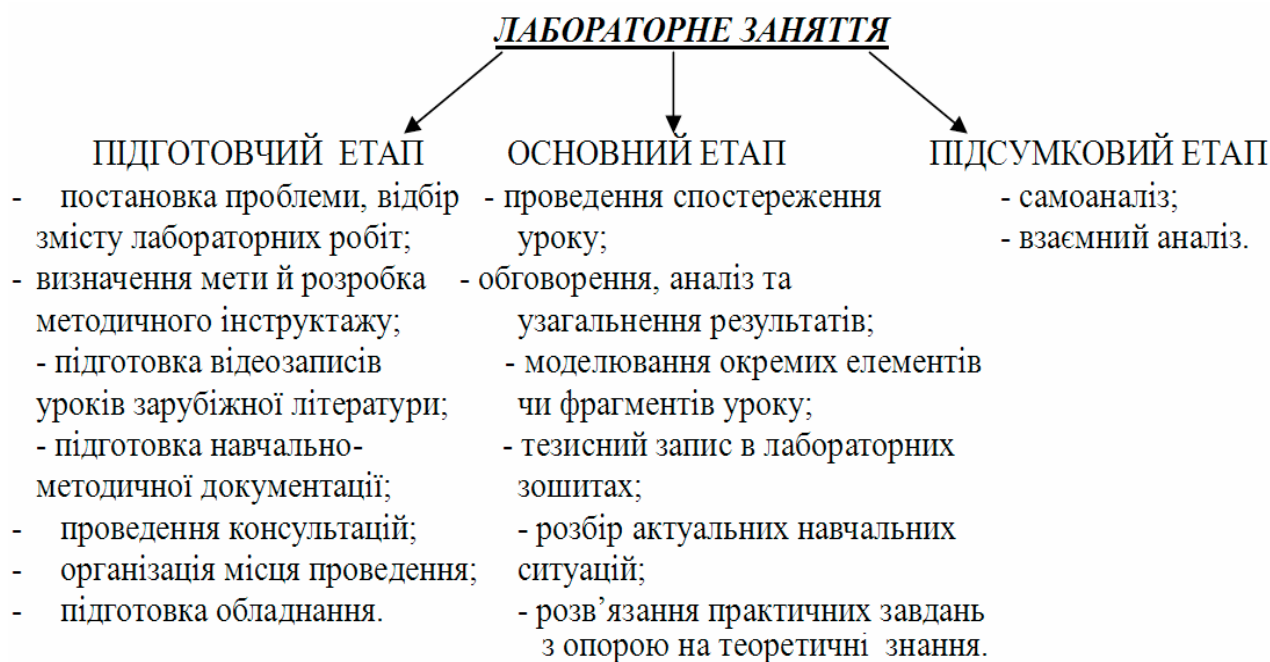 ЛАБОРАТОРНЕ ЗАНЯТТЯ
ПІДГОТОВЧИЙ ЕТАП
- постановка проблеми, відбір
змісту лабораторних робіт;
- визначення мети й розробка
методичного інструктажу;
- підготовка відеозаписів
уроків зарубіжної літератури;
- підготовка навчально-
методичної документації;
- проведення консультацій;
- організація місця проведення;
- підготовка обладнання.
ОСНОВНИЙ ЕТАП
- проведення спостереження
уроку;
- обговорення, аналіз та
узагальнення результатів;
- моделювання окремих елементів
чи фрагментів уроку;
- тезисний запис в лабораторних
зошитах;
- розбір актуальних навчальних
ситуацій;
- розв’язання практичних завдань
з опорою на теоретичні знання.
ПІДСУМКОВИЙ ЕТАП
- самоаналіз;
- взаємний аналіз.